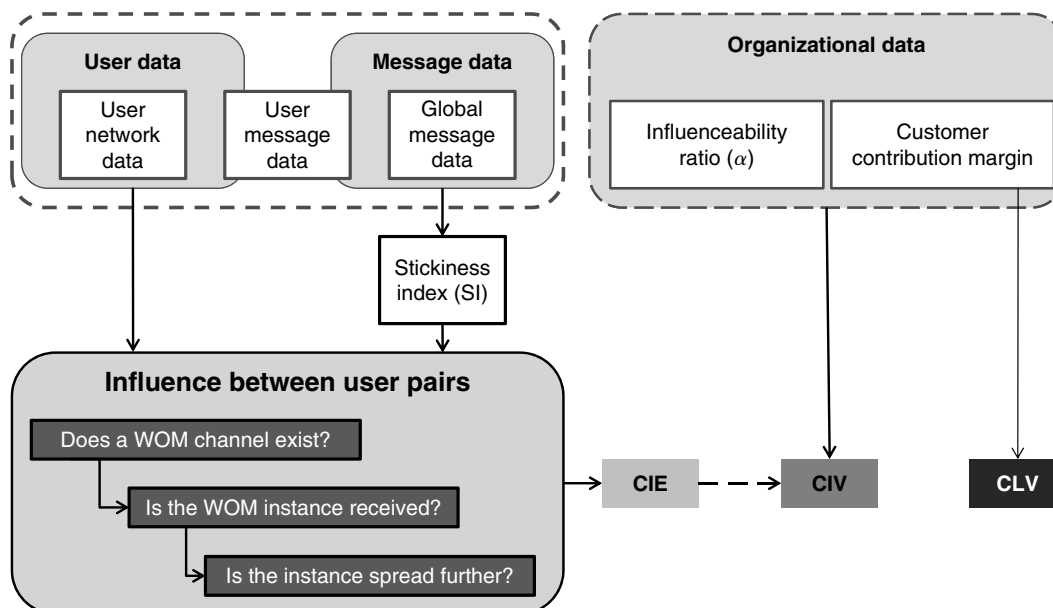 User data
Message data
Organizational data
User
network
data
User
message
data
Global
message
data
Influenceability
ratio (α)
Customer
contribution margin
Stickiness
index (SI)
Influence between user pairs
Does a WOM channel exist?
Is the WOM instance received?
Is the instance spread further?
CIE
CIV
CLV